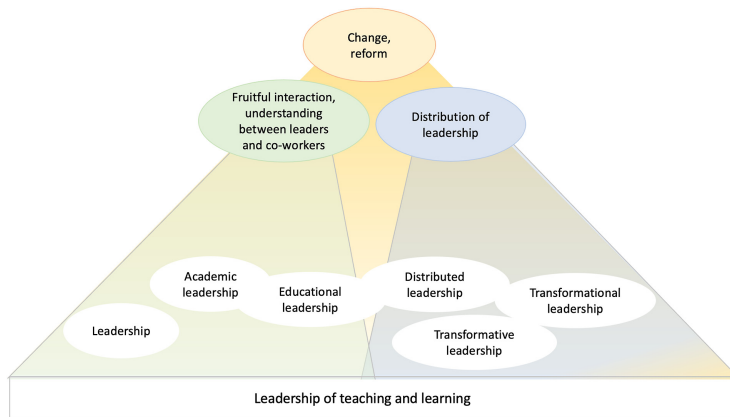 Change,
reform
Fruitful interaction,
understanding
between leaders
and co-workers
Distribution of
leadership
Academic
leadership
Educational
leadership
Distributed
leadership
Transformational
leadership
Leadership
Transformative
leadership
Leadership of teaching and learning